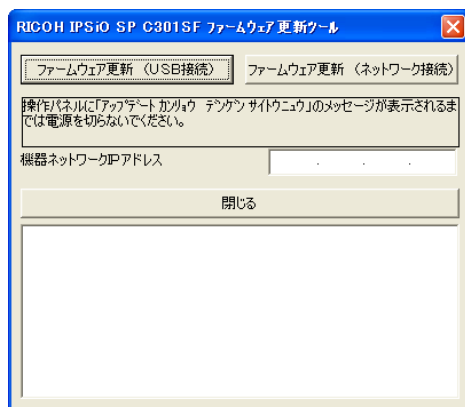 RICOH IPSiO SP C301SF ファームウェア更新ツール
ファームウェア更新 （USB接続） ファームウェア更新 （ネットワーク接続）
操作パネルに｢ｱｯﾌﾟﾃﾞｰﾄ ｶﾝﾘｮｳ ﾃﾞﾝｹﾞﾝ ｻｲﾄﾆｭｳ｣のメッセージが表示されるま
では電源を切らないでください。
機器ネットワークIPアドレス . . .
閉じる